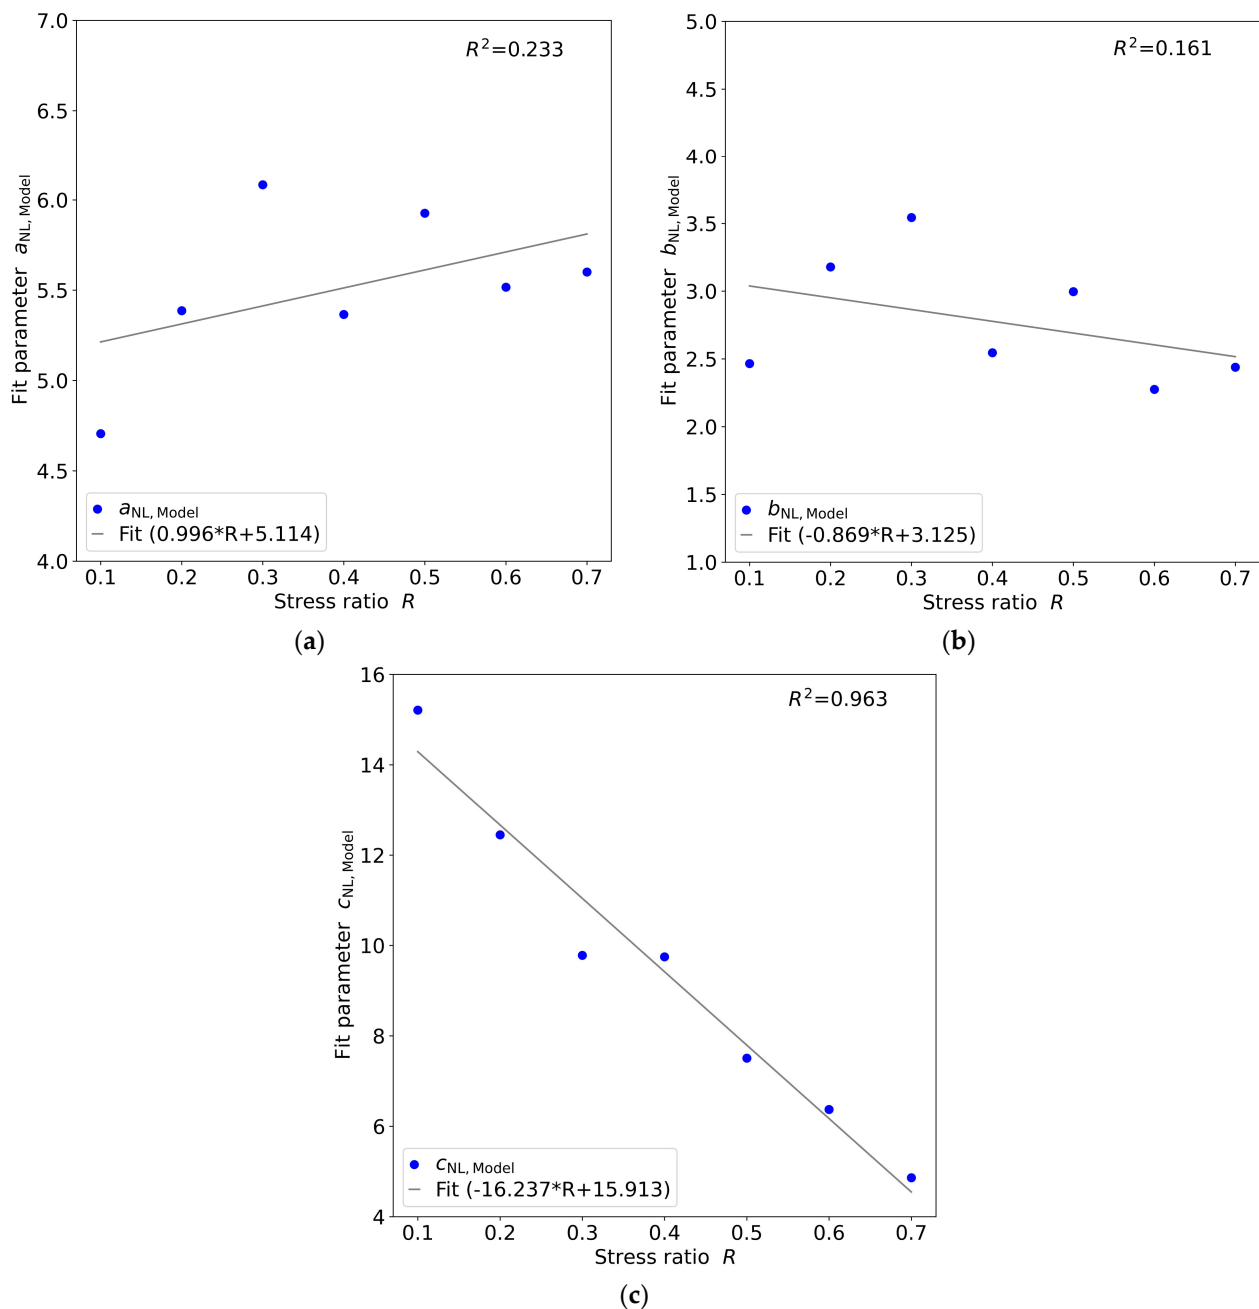 7.0
6.5
6.0
5.5
5.0
4.5
4.0
Fit parameter a_NL, Model
R²=0.233
a_NL, Model
Fit (0.996*R+5.114)
0.1 0.2 0.3 0.4 0.5 0.6 0.7
Stress ratio R
(a)
5.0
4.5
4.0
3.5
3.0
2.5
2.0
1.5
1.0
Fit parameter b_NL, Model
R²=0.161
b_NL, Model
Fit (-0.869*R+3.125)
0.1 0.2 0.3 0.4 0.5 0.6 0.7
Stress ratio R
(b)
16
14
12
10
8
6
4
Fit parameter c_NL, Model
R²=0.963
c_NL, Model
Fit (-16.237*R+15.913)
0.1 0.2 0.3 0.4 0.5 0.6 0.7
Stress ratio R
(c)